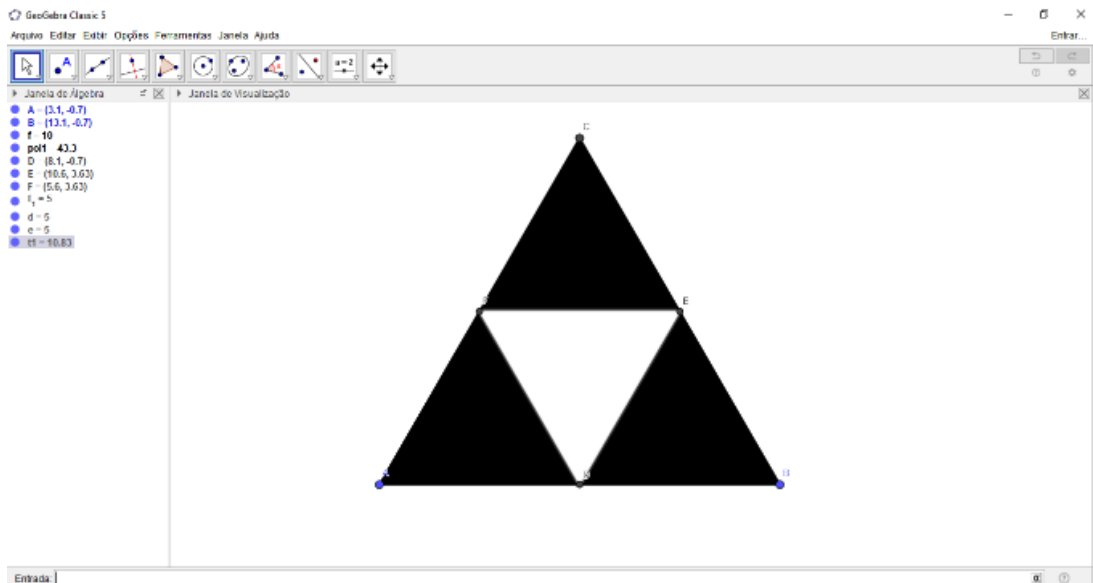 GeoGebra Classic 5
Arquivo Editar Exibir Opções Ferramentas Janela Ajuda Entrar...
a=2
Janela de Álgebra
Janela de Visualização
A = (3.1, -0.7)
B = (13.1, -0.7)
f = 10
pol1 = 43.3
D = (8.1, -0.7)
E = (10.6, 3.63)
F = (5.6, 3.63)
f₁ = 5
d = 5
e = 5
t1 = 10.83
C
F E
A D B
Entrada:
α